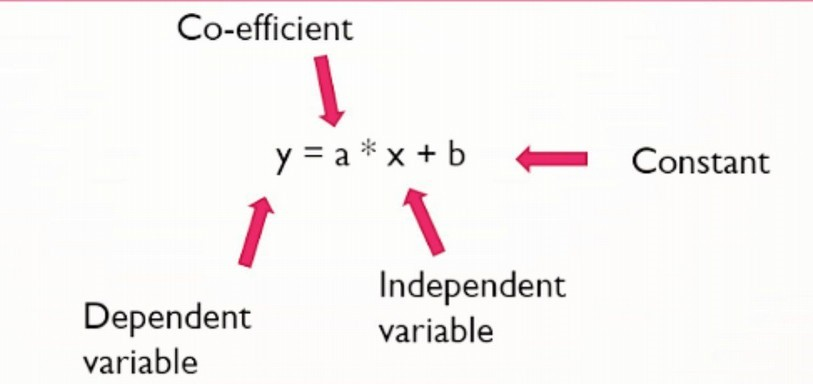 Co-efficient
y = a * x + b
Constant
Dependent
variable
Independent
variable